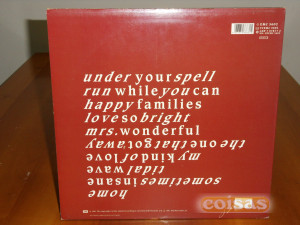 under your spell
run while you can
happy families
love so bright
mrs. wonderful
the one that got away
my kind of love
tidal wave
sometimes insane
home
coisas